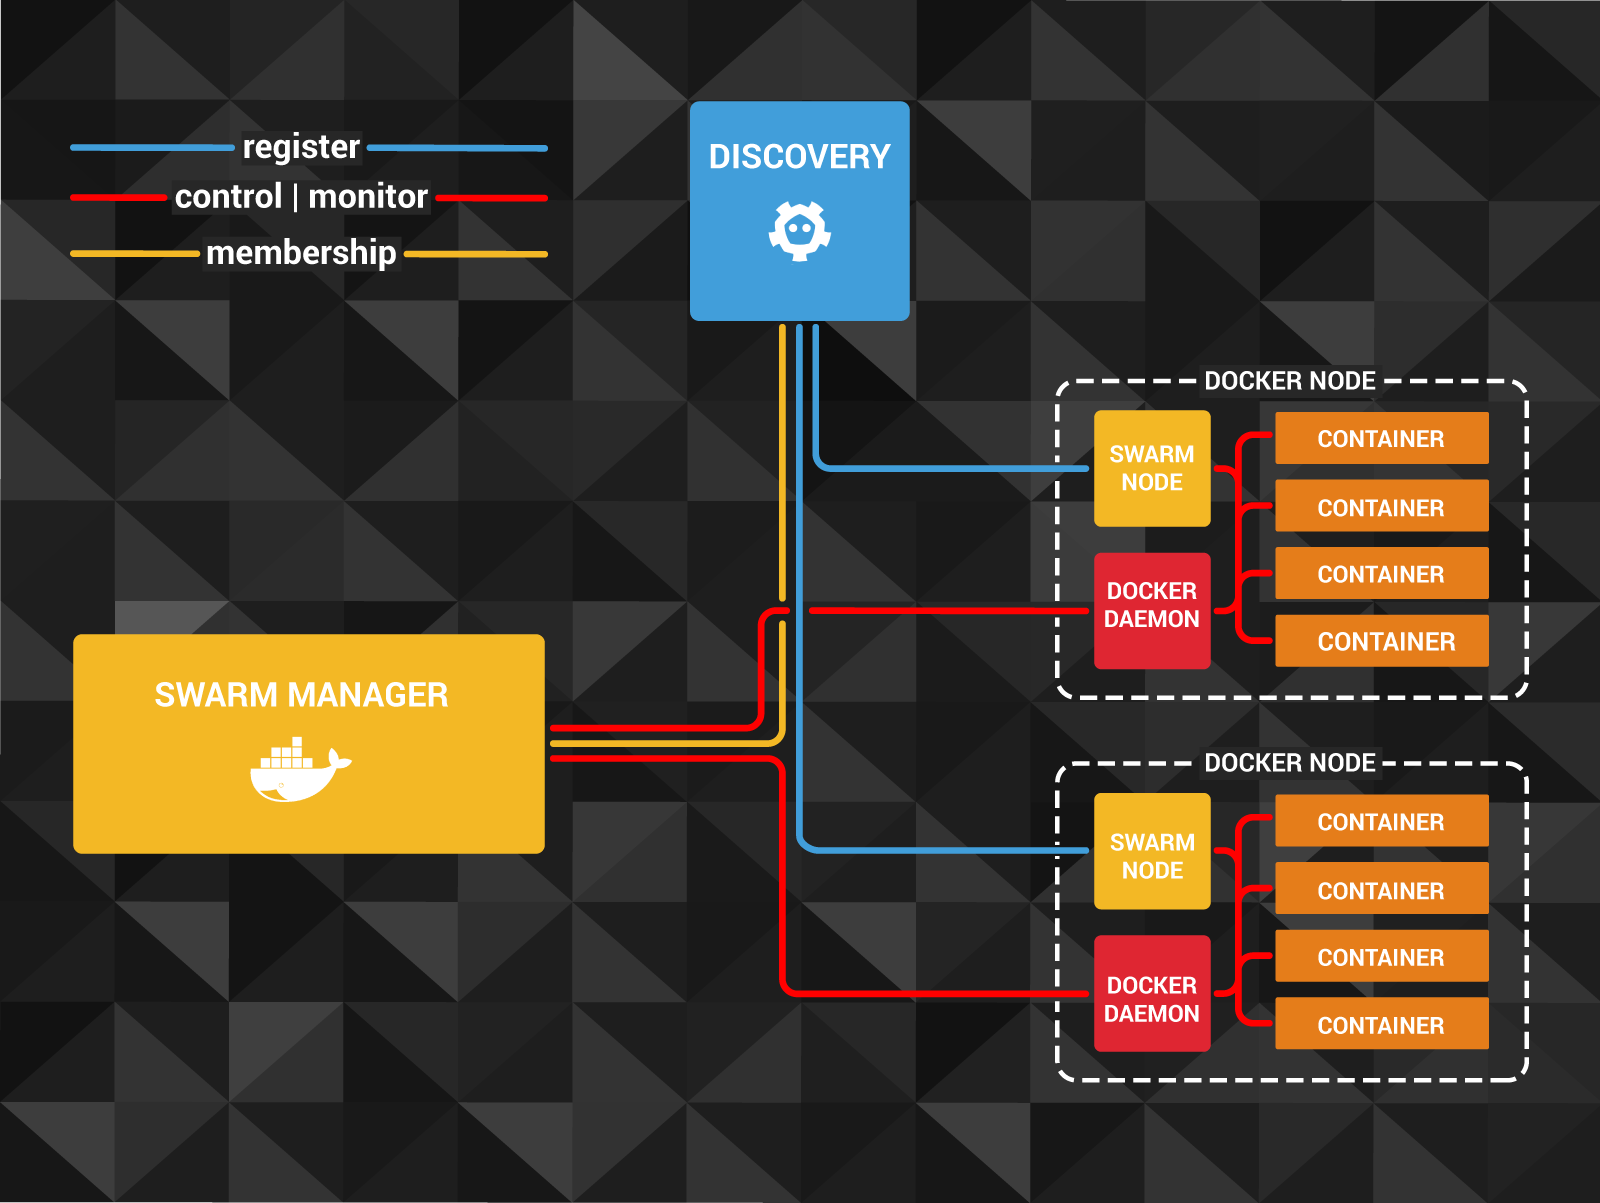 register
control | monitor
membership
DISCOVERY
SWARM MANAGER
DOCKER NODE
SWARM
NODE
DOCKER
DAEMON
CONTAINER
CONTAINER
CONTAINER
CONTAINER
DOCKER NODE
SWARM
NODE
DOCKER
DAEMON
CONTAINER
CONTAINER
CONTAINER
CONTAINER